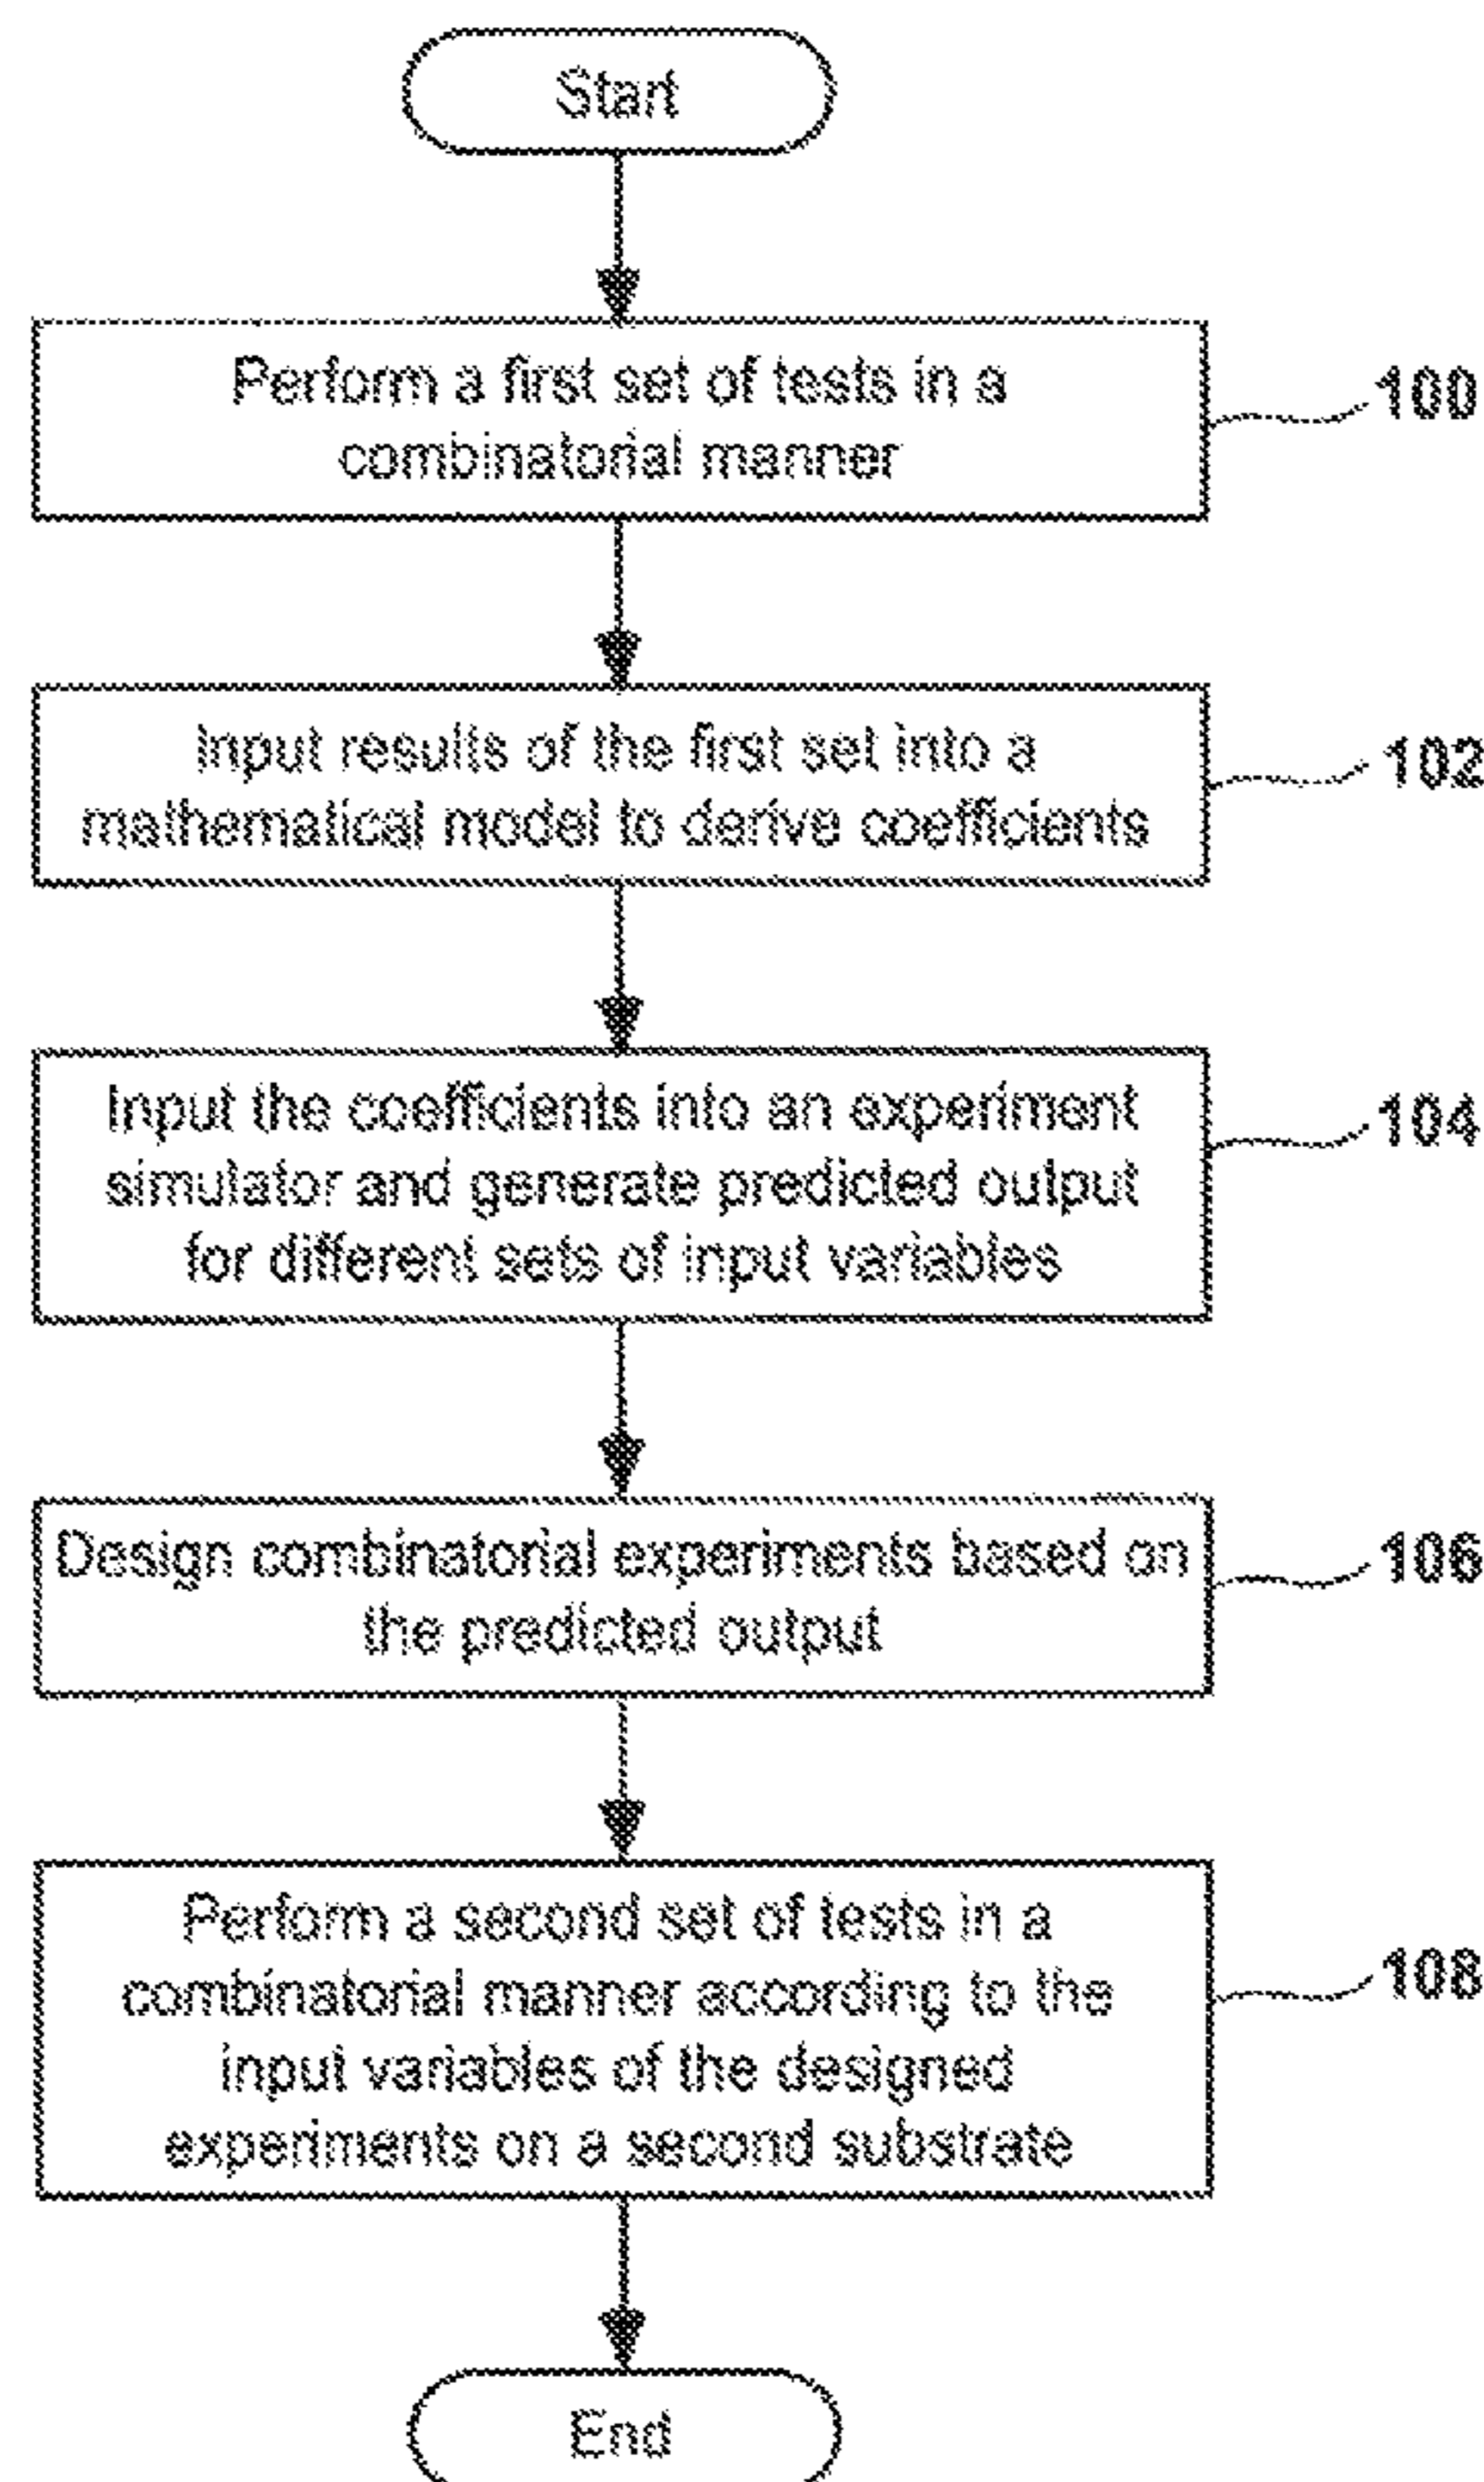 Start
Perform a first set of tests in a
combinatorial manner
100
Input results of the first set into a
mathematical model to derive coefficients
102
Input the coefficients into an experiment
simulator and generate predicted output
for different sets of input variables
104
Design combinatorial experiments based on
the predicted output
106
Perform a second set of tests in a
combinatorial manner according to the
input variables of the designed
experiments on a second substrate
108
End